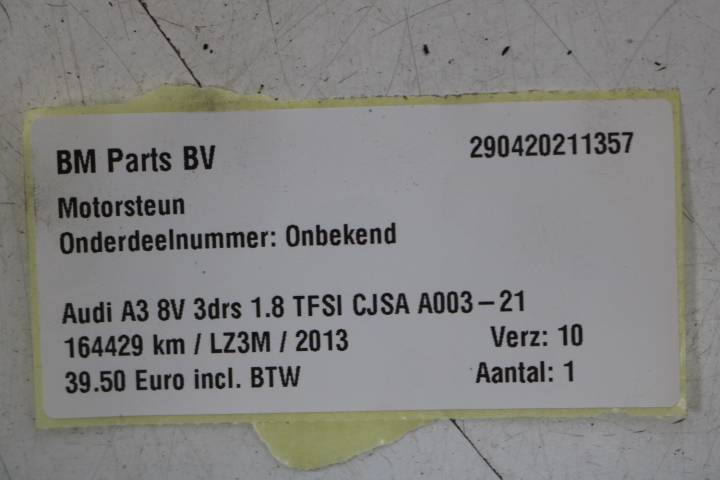 BM Parts BV 290420211357
Motorsteun
Onderdeelnummer: Onbekend
Audi A3 8V 3drs 1.8 TFSI CJSA A003-21
164429 km / LZ3M / 2013 Verz: 10
39.50 Euro incl. BTW Aantal: 1